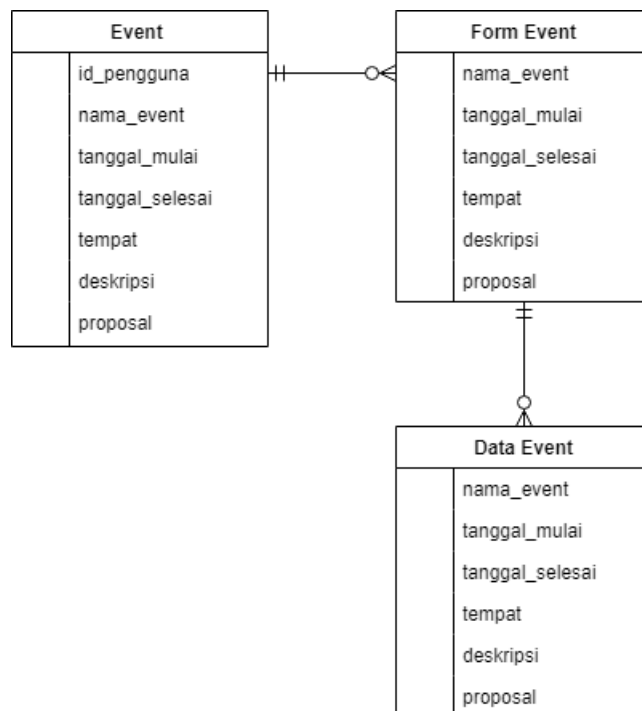 Event
id_pengguna
nama_event
tanggal_mulai
tanggal_selesai
tempat
deskripsi
proposal
Form Event
nama_event
tanggal_mulai
tanggal_selesai
tempat
deskripsi
proposal
Data Event
nama_event
tanggal_mulai
tanggal_selesai
tempat
deskripsi
proposal